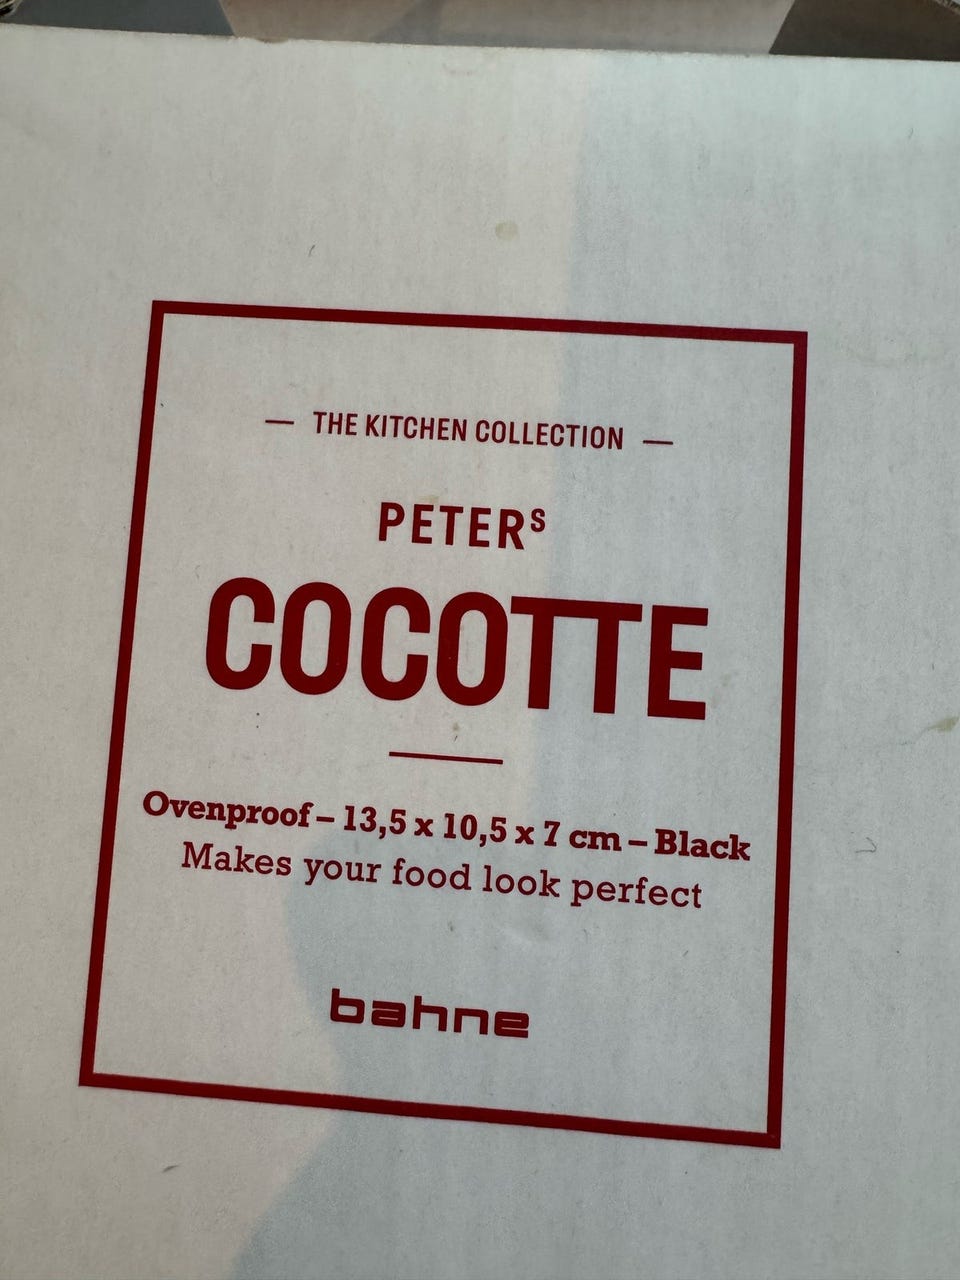 — THE KITCHEN COLLECTION —
PETERS
COCOTTE
Ovenproof – 13,5 x 10,5 x 7 cm – Black
Makes your food look perfect
bahne